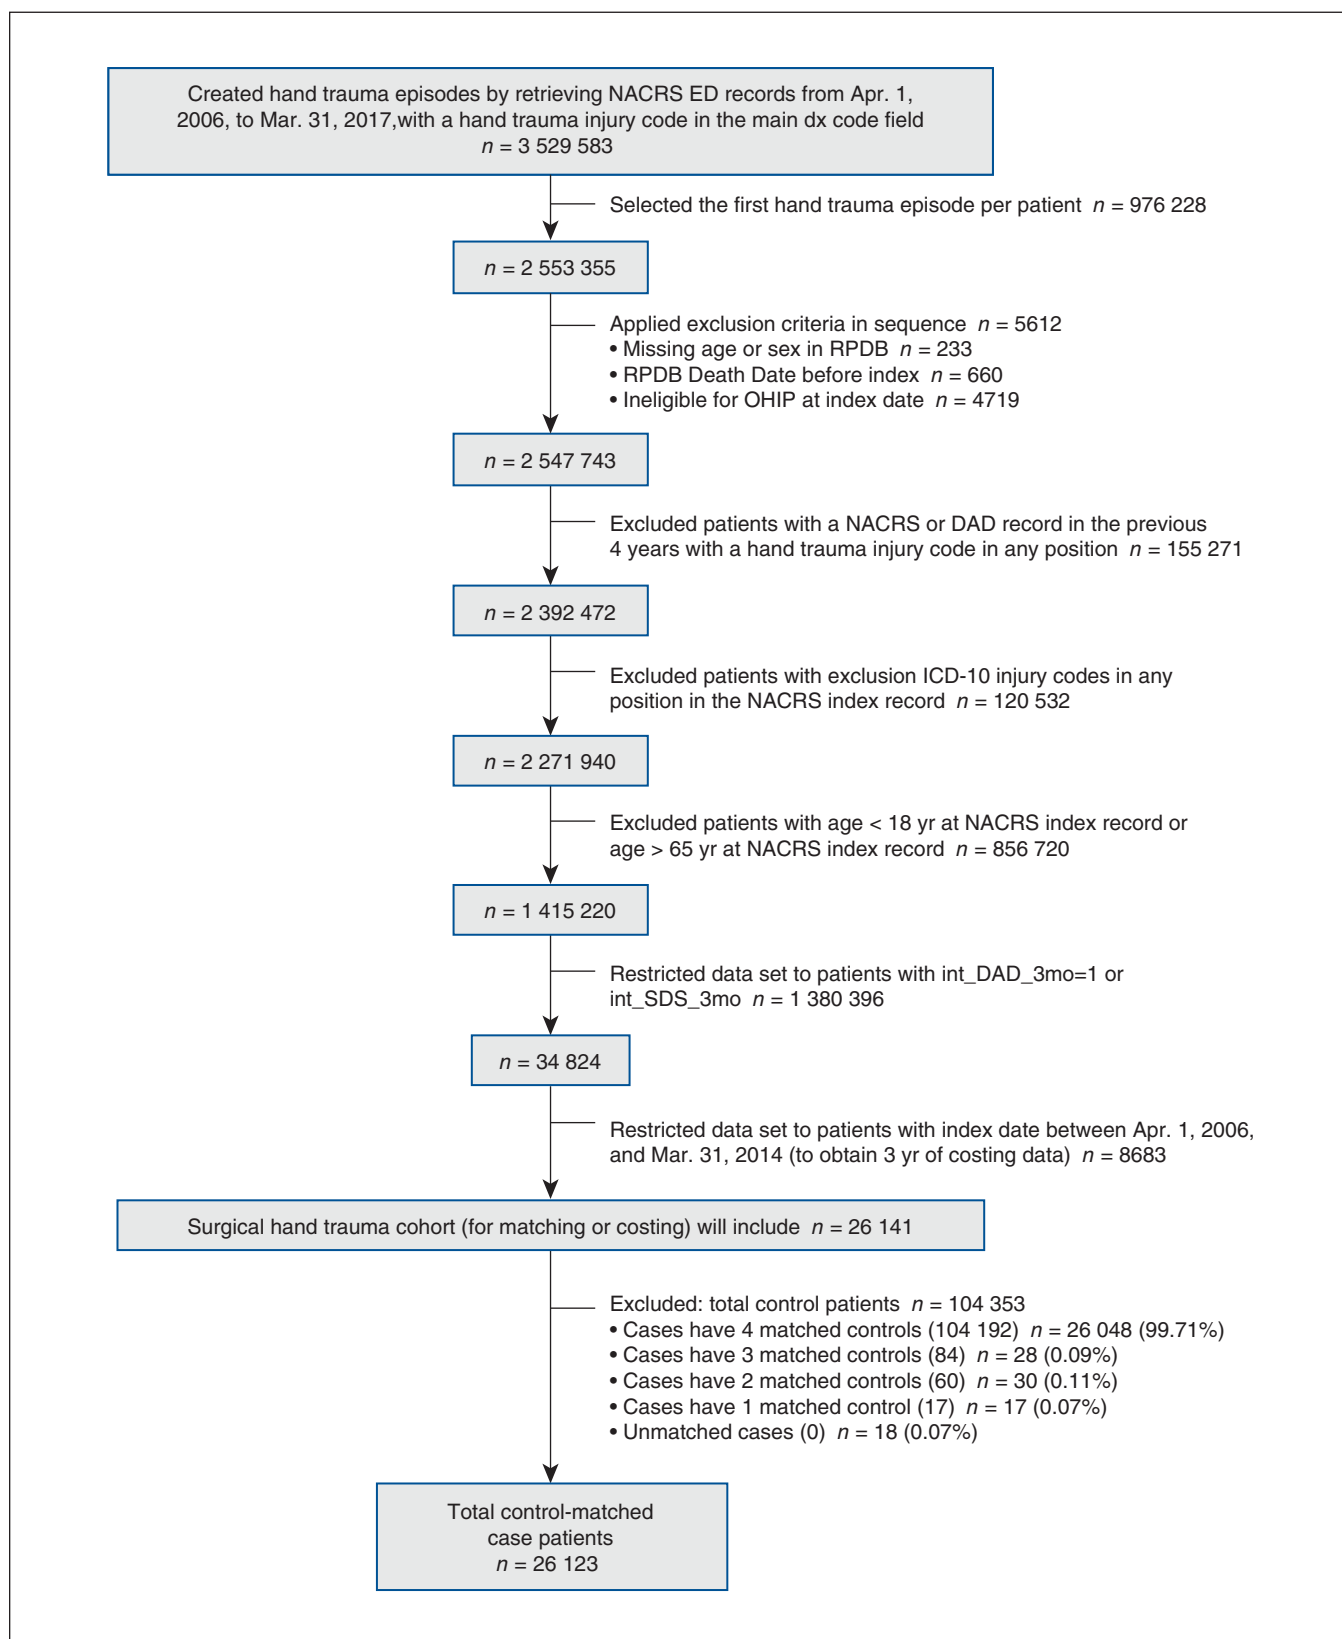 Created hand trauma episodes by retrieving NACRS ED records from Apr. 1,
2006, to Mar. 31, 2017,with a hand trauma injury code in the main dx code field
n = 3 529 583
Selected the first hand trauma episode per patient n = 976 228
n = 2 553 355
Applied exclusion criteria in sequence n = 5612
• Missing age or sex in RPDB n = 233
• RPDB Death Date before index n = 660
• Ineligible for OHIP at index date n = 4719
n = 2 547 743
Excluded patients with a NACRS or DAD record in the previous
4 years with a hand trauma injury code in any position n = 155 271
n = 2 392 472
Excluded patients with exclusion ICD-10 injury codes in any
position in the NACRS index record n = 120 532
n = 2 271 940
Excluded patients with age < 18 yr at NACRS index record or
age > 65 yr at NACRS index record n = 856 720
n = 1 415 220
Restricted data set to patients with int_DAD_3mo=1 or
int_SDS_3mo n = 1 380 396
n = 34 824
Restricted data set to patients with index date between Apr. 1, 2006,
and Mar. 31, 2014 (to obtain 3 yr of costing data) n = 8683
Surgical hand trauma cohort (for matching or costing) will include n = 26 141
Excluded: total control patients n = 104 353
• Cases have 4 matched controls (104 192) n = 26 048 (99.71%)
• Cases have 3 matched controls (84) n = 28 (0.09%)
• Cases have 2 matched controls (60) n = 30 (0.11%)
• Cases have 1 matched control (17) n = 17 (0.07%)
• Unmatched cases (0) n = 18 (0.07%)
Total control-matched
case patients
n = 26 123